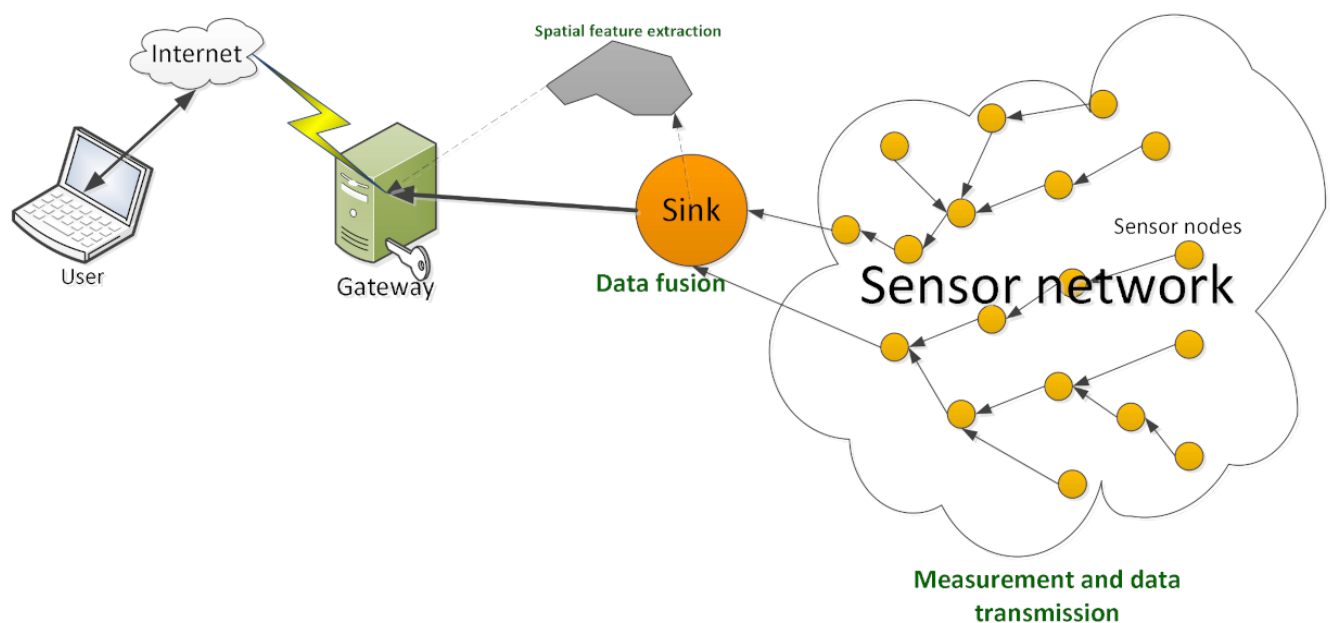 Spatial feature extraction
Internet
Sink
Sensor nodes
User
Gateway
Data fusion
Sensor network
Measurement and data
transmission